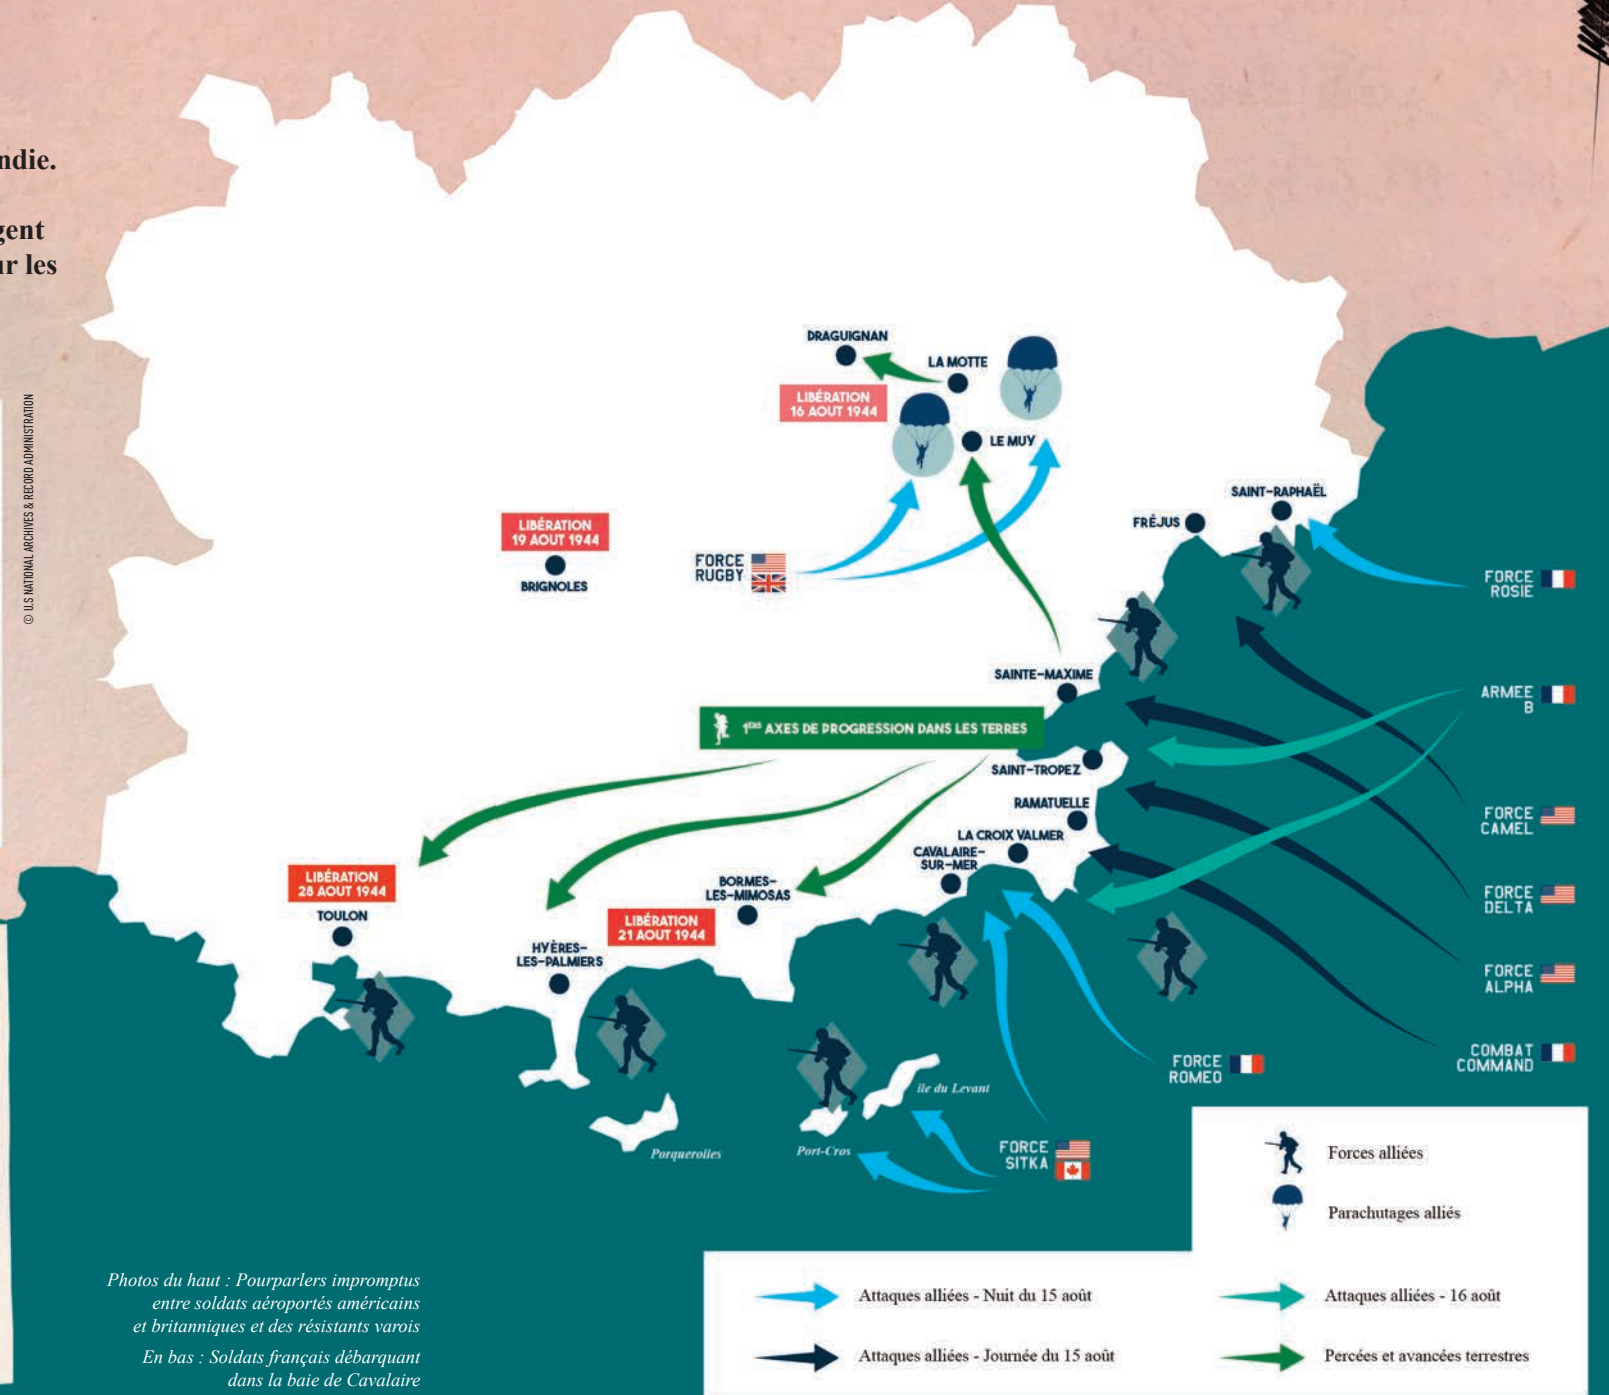 ndie.
gent
ur les
© U.S NATIONAL ARCHIVES & RECORD ADMINISTRATION
DRAGUIGNAN
LA MOTTE
LIBÉRATION
16 AOUT 1944
LE MUY
SAINT-RAPHAËL
FRÉJUS
LIBÉRATION
19 AOUT 1944
BRIGNOLES
FORCE
RUGBY
FORCE
ROSIE
SAINTE-MAXIME
ARMEE
B
1ERS AXES DE PROGRESSION DANS LES TERRES
SAINT-TROPEZ
RAMATUELLE
FORCE
CAMEL
LA CROIX VALMER
CAVALAIRE-
SUR-MER
LIBÉRATION
28 AOUT 1944
TOULON
BORMES-
LES-MIMOSAS
LIBÉRATION
21 AOUT 1944
FORCE
DELTA
HYÈRES-
LES-PALMIERS
FORCE
ALPHA
COMBAT
COMMAND
FORCE
ROMEO
île du Levant
Porquerolles
Port-Cros
FORCE
SITKA
Forces alliées
Parachutages alliés
Attaques alliées - Nuit du 15 août
Attaques alliées - 16 août
Attaques alliées - Journée du 15 août
Percées et avancées terrestres
Photos du haut : Pourparlers impromptus
entre soldats aéroportés américains
et britanniques et des résistants varois
En bas : Soldats français débarquant
dans la baie de Cavalaire